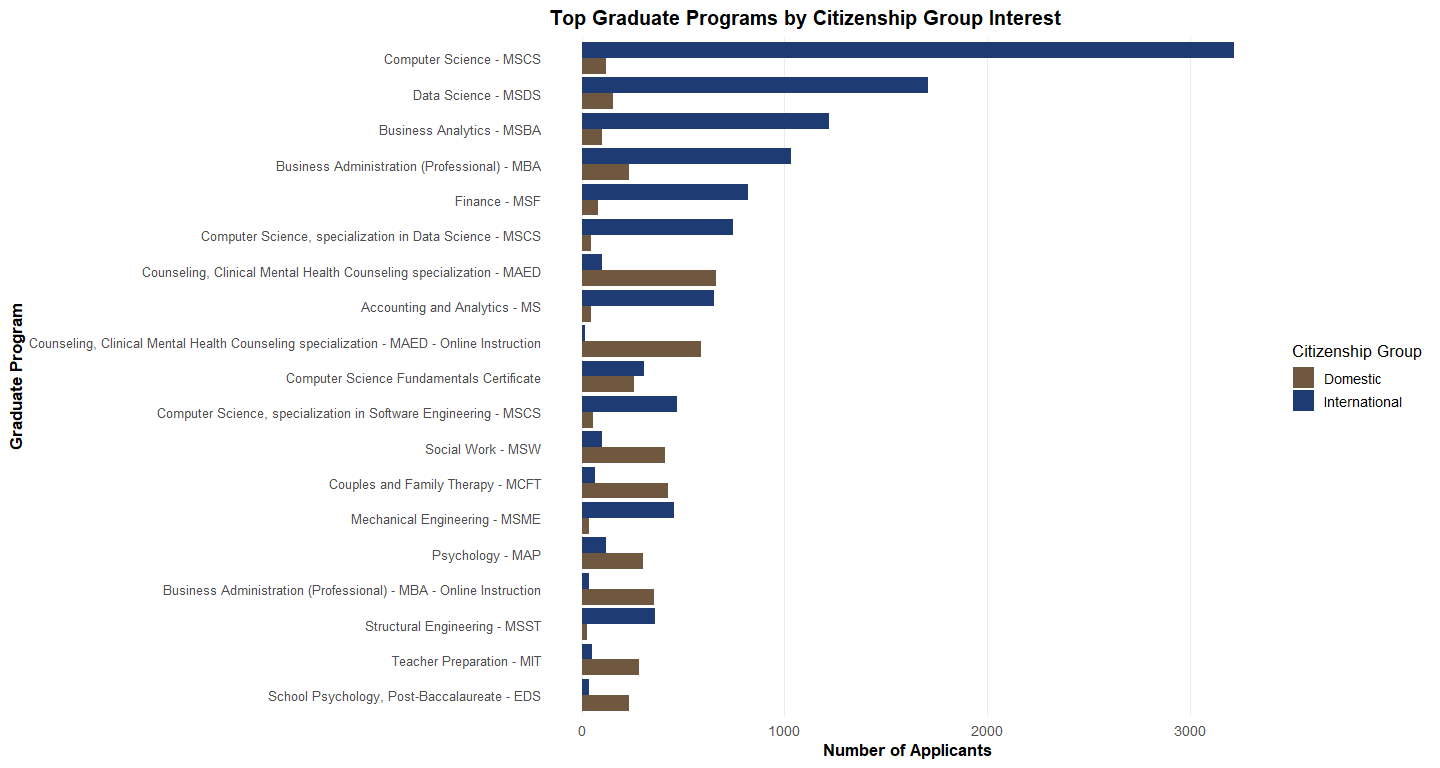 Top Graduate Programs by Citizenship Group Interest
Graduate Program
Computer Science - MSCS
Data Science - MSDS
Business Analytics - MSBA
Business Administration (Professional) - MBA
Finance - MSF
Computer Science, specialization in Data Science - MSCS
Counseling, Clinical Mental Health Counseling specialization - MAED
Accounting and Analytics - MS
Counseling, Clinical Mental Health Counseling specialization - MAED - Online Instruction
Computer Science Fundamentals Certificate
Computer Science, specialization in Software Engineering - MSCS
Social Work - MSW
Couples and Family Therapy - MCFT
Mechanical Engineering - MSME
Psychology - MAP
Business Administration (Professional) - MBA - Online Instruction
Structural Engineering - MSST
Teacher Preparation - MIT
School Psychology, Post-Baccalaureate - EDS
0 1000 2000 3000
Number of Applicants
Citizenship Group
Domestic
International